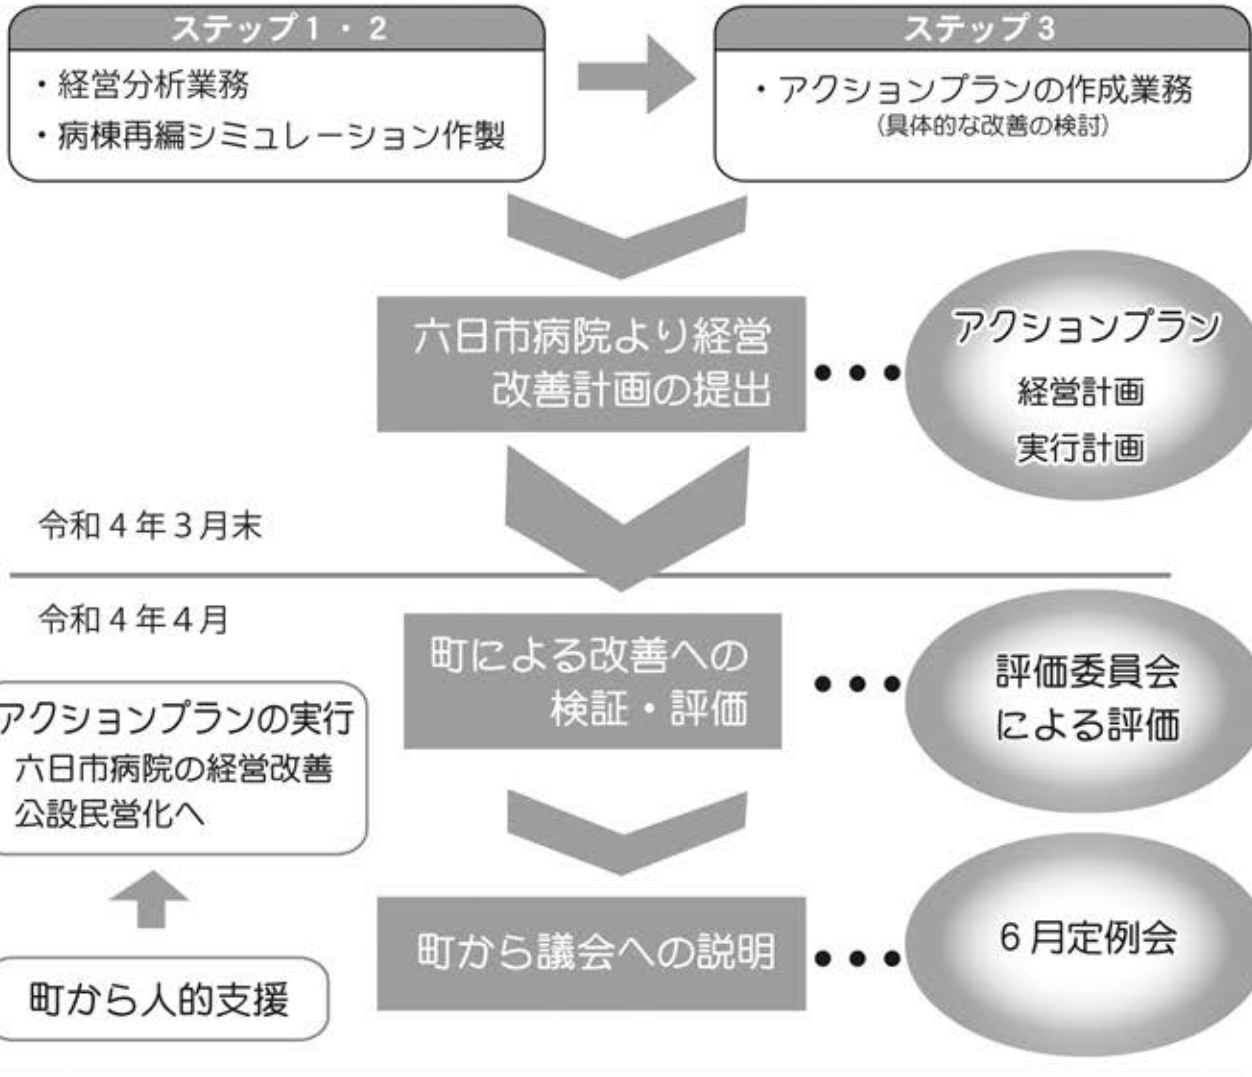 ステップ1・2
・経営分析業務
・病棟再編シミュレーション作製
ステップ3
・アクションプランの作成業務
(具体的な改善の検討)
六日市病院より経営
改善計画の提出
アクションプラン
経営計画
実行計画
令和4年3月末
令和4年4月
町による改善への
検証・評価
評価委員会
による評価
アクションプランの実行
六日市病院の経営改善
公設民営化へ
町から人的支援
町から議会への説明
6月定例会